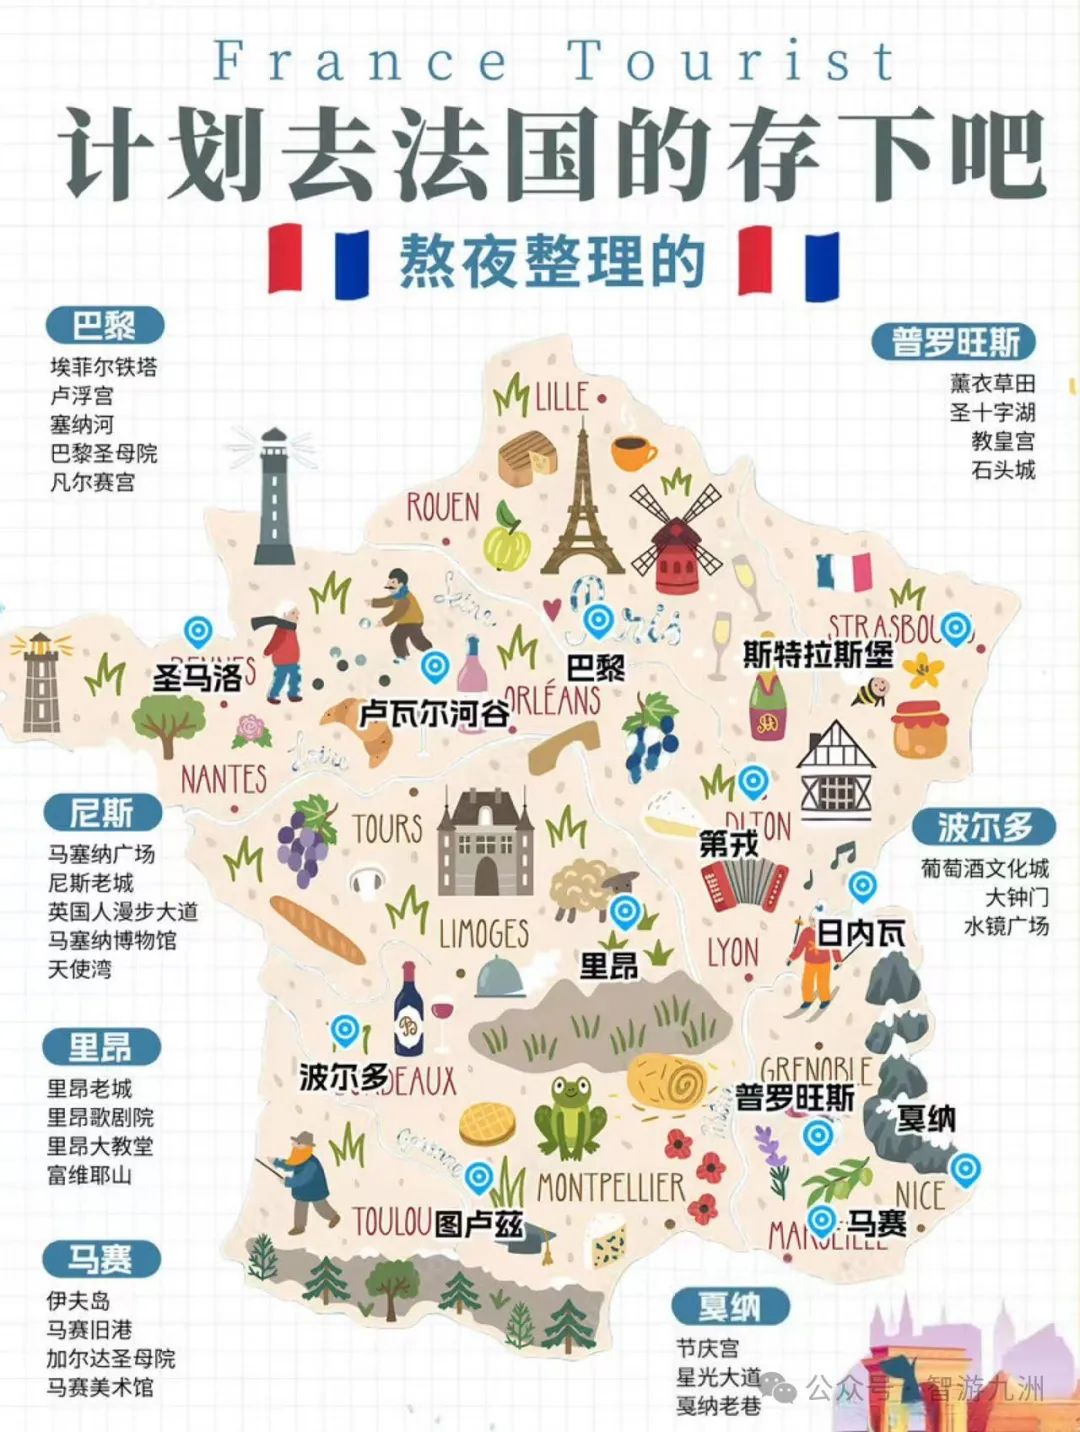 France Tourist
计划去法国的存下吧
熬夜整理的
巴黎
埃菲尔铁塔
卢浮宫
塞纳河
巴黎圣母院
凡尔赛宫
普罗旺斯
薰衣草田
圣十字湖
教皇宫
石头城
LILLE
ROUEN
Seine
Paris
巴黎
STRASBOU
斯特拉斯堡
圣马洛
卢瓦尔河谷
ORLÉANS
Loire
NANTES
TOURS
第戎
尼斯
马塞纳广场
尼斯老城
英国人漫步大道
马塞纳博物馆
天使湾
波尔多
葡萄酒文化城
大钟门
水镜广场
LIMOGES
里昂
LYON
日内瓦
里昂
里昂老城
里昂歌剧院
里昂大教堂
富维耶山
波尔多
DEAUX
GRENOBLE
普罗旺斯
戛纳
Garonne
MONTPELLIER
NICE
TOULOU
图卢兹
MARSEILLE
马赛
马赛
伊夫岛
马赛旧港
加尔达圣母院
马赛美术馆
戛纳
节庆宫
星光大道
戛纳老巷
公众号·智游九洲